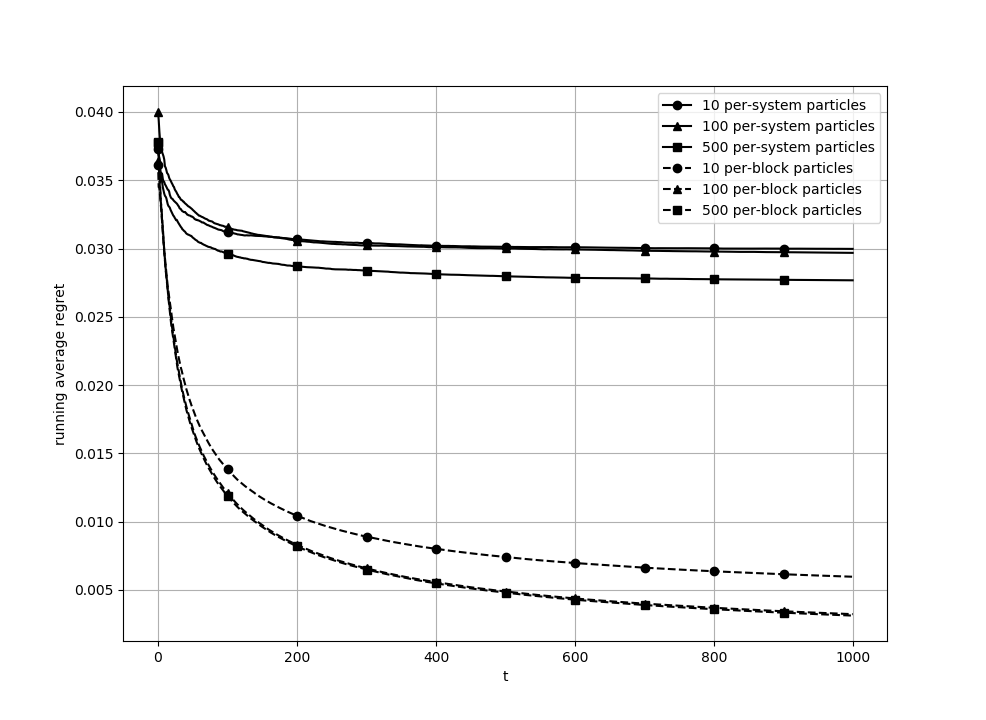 0.040
0.035
0.030
0.025
0.020
0.015
0.010
0.005
running average regret
10 per-system particles
100 per-system particles
500 per-system particles
10 per-block particles
100 per-block particles
500 per-block particles
0 200 400 600 800 1000
t